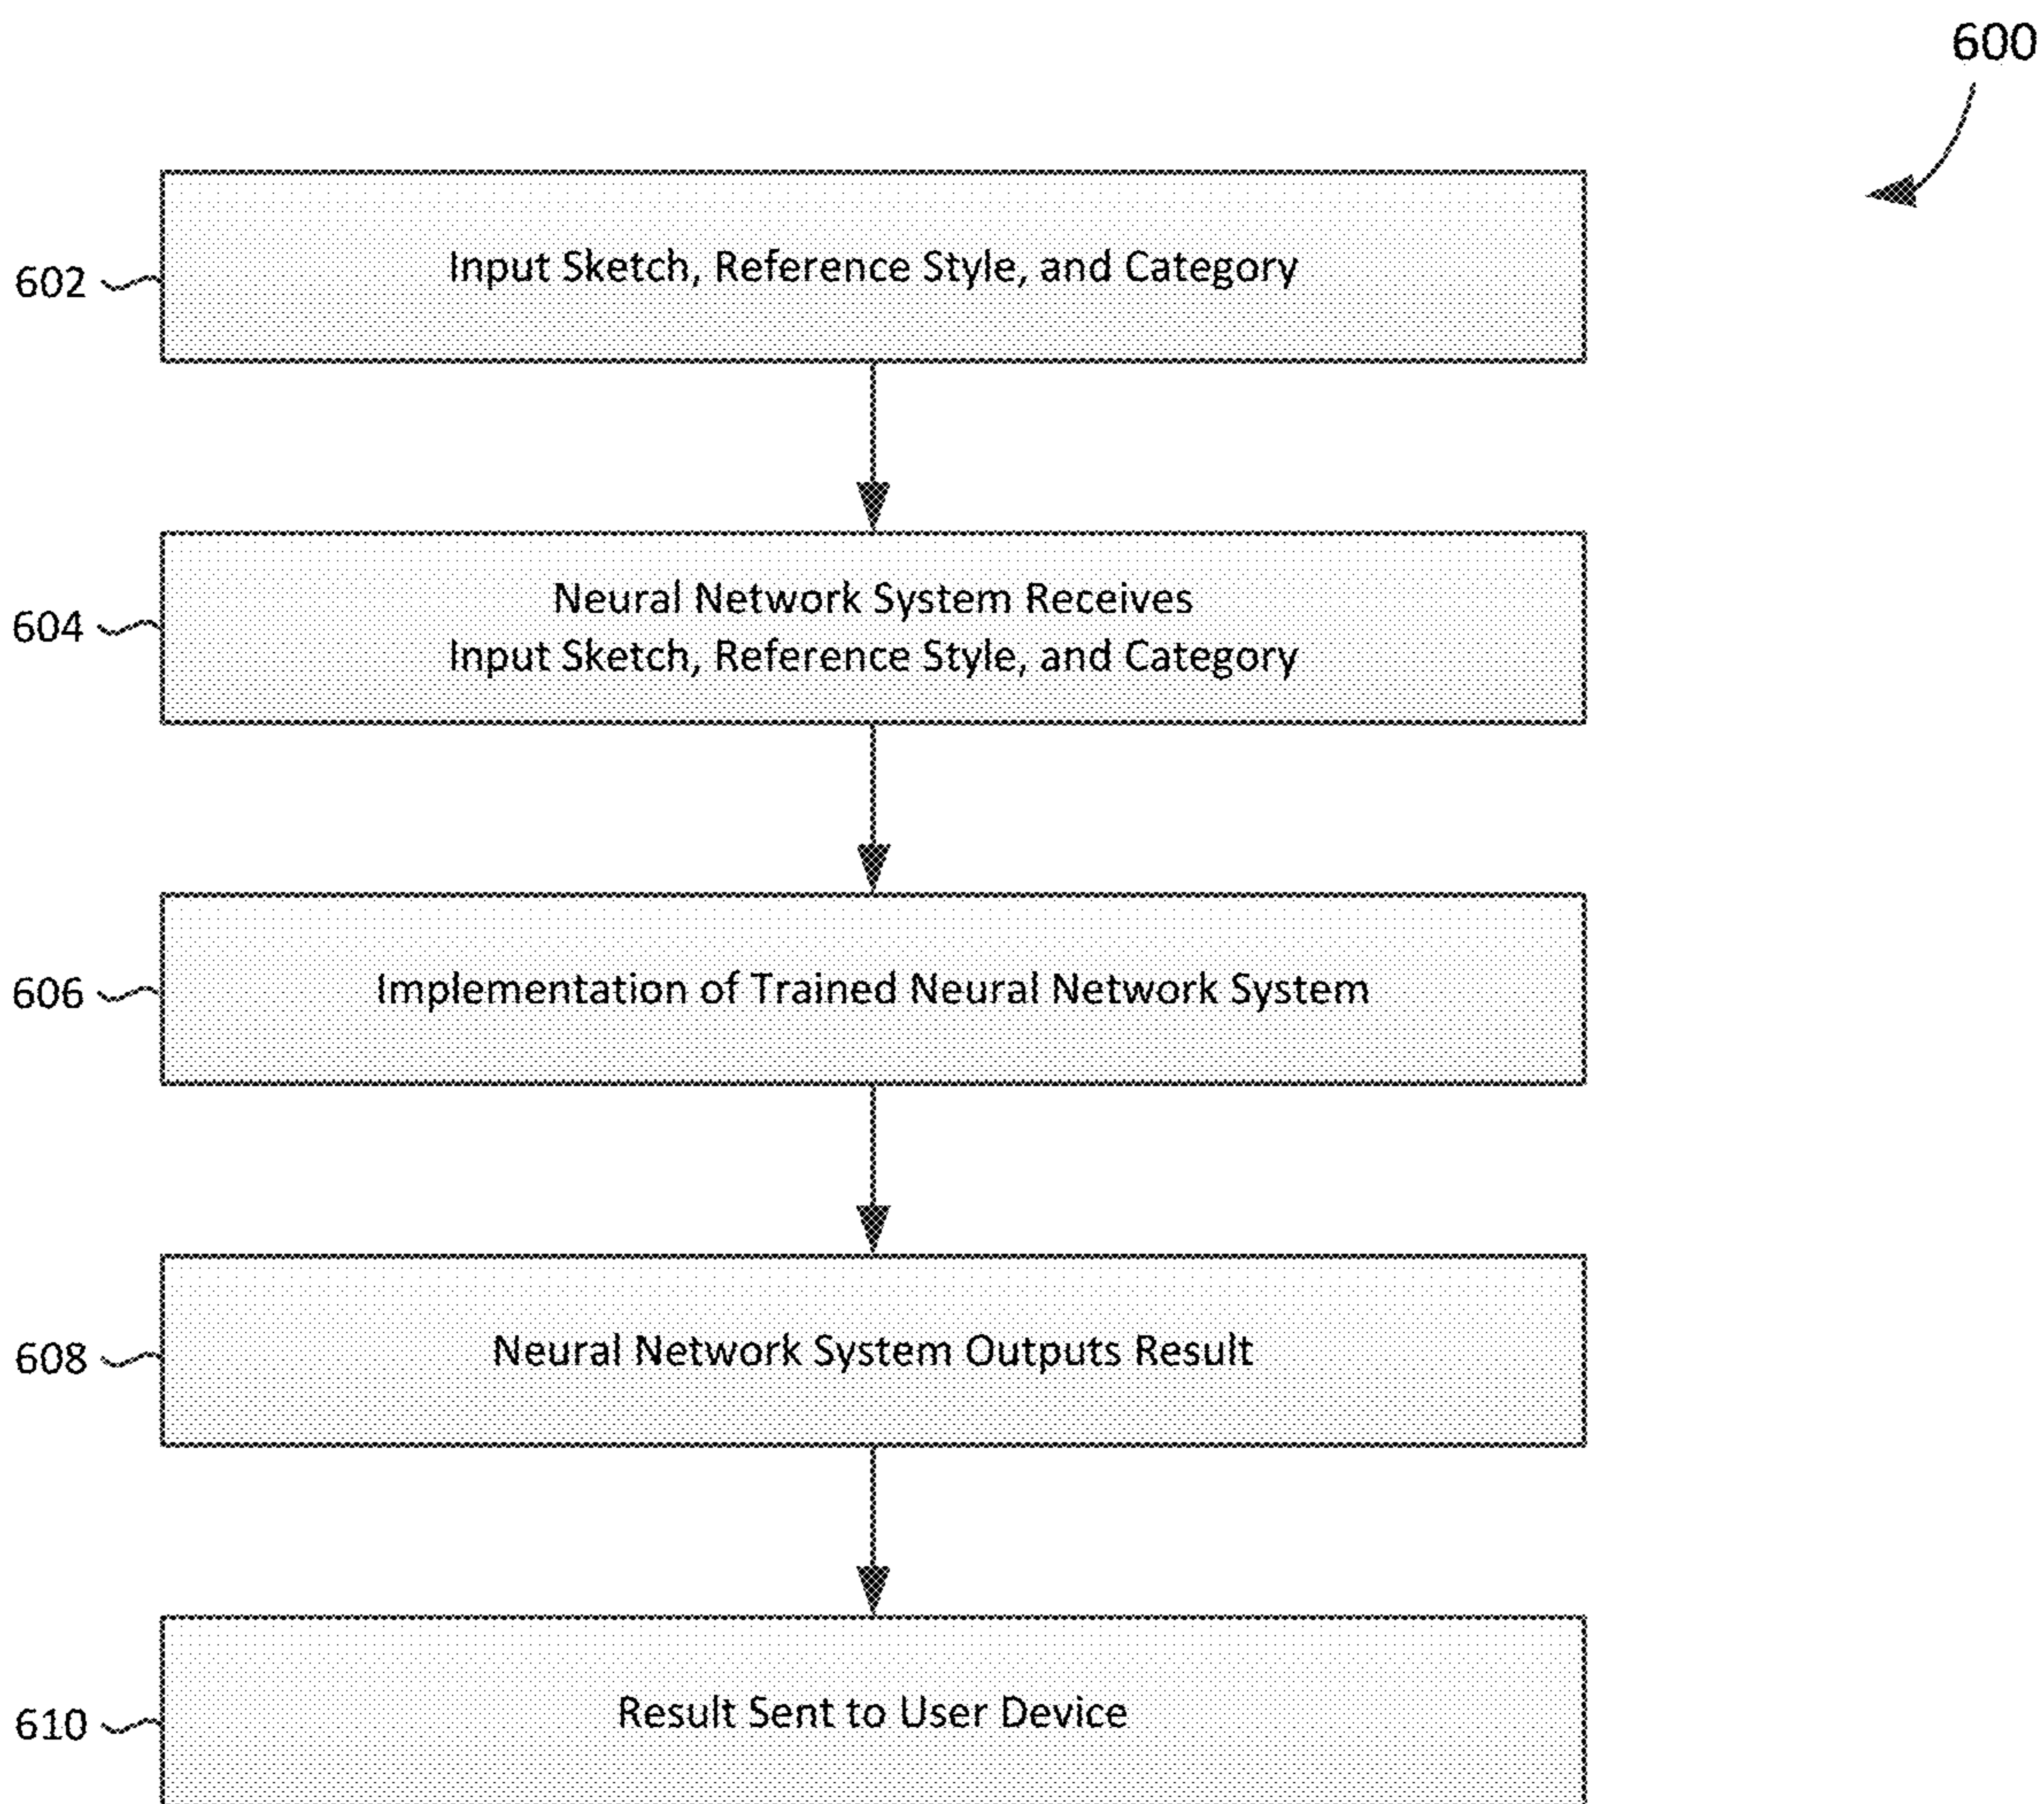 600
602
Input Sketch, Reference Style, and Category
604
Neural Network System Receives
Input Sketch, Reference Style, and Category
606
Implementation of Trained Neural Network System
608
Neural Network System Outputs Result
610
Result Sent to User Device